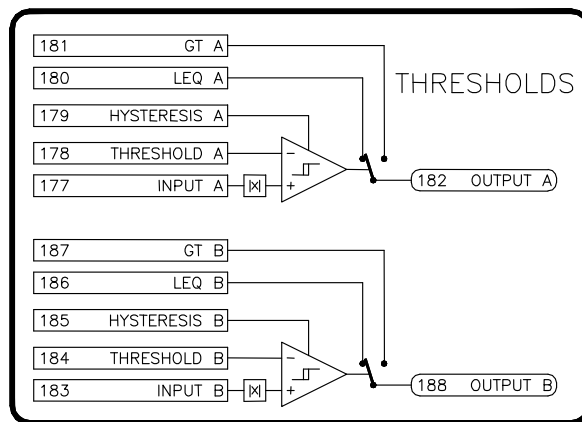 THRESHOLDS
181 GT A
180 LEQ A
179 HYSTERESIS A
178 THRESHOLD A
177 INPUT A |X|
− +
182 OUTPUT A
187 GT B
186 LEQ B
185 HYSTERESIS B
184 THRESHOLD B
183 INPUT B |X|
− +
188 OUTPUT B